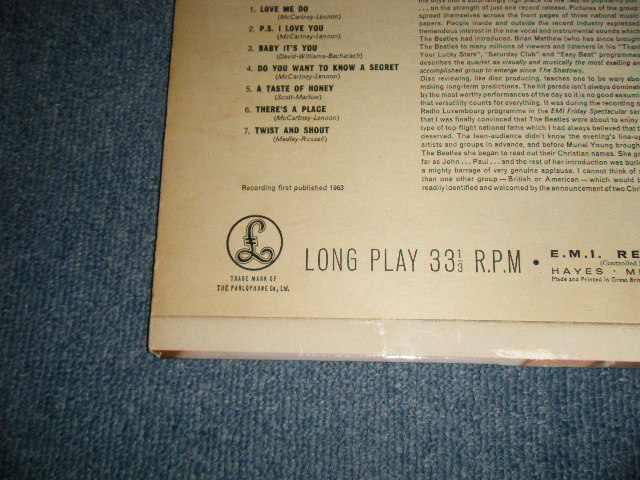 1. LOVE ME DO
(McCartney-Lennon)
2. P.S. I LOVE YOU
(McCartney-Lennon)
3. BABY IT'S YOU
(David-Williams-Bacharach)
4. DO YOU WANT TO KNOW A SECRET
(McCartney-Lennon)
5. A TASTE OF HONEY
(Scott-Marlow)
6. THERE'S A PLACE
(McCartney-Lennon)
7. TWIST AND SHOUT
(Medley-Russell)
Recording first published 1963
... on the strength of just one record release. Pictures of the group
spread themselves across the front pages of three national music
papers. People inside and outside the record industry expressed
tremendous interest in the new vocal and instrumental sounds which
The Beatles had introduced. Brian Matthew (who has since brought
The Beatles to many millions of viewers and listeners in his "Thank
Your Lucky Stars", "Saturday Club" and "Easy Beat" programmes
describes the quartet as visually and musically the most exciting and
accomplished group to emerge since The Shadows.
Disc reviewing, like disc producing, teaches one to be wary about
making long-term predictions. The hit parade isn't always dominated
by the most worthy performances of the day so it is no good assuming
that versatility counts for everything. It was during the recording
Radio Luxembourg programme in the EMI Friday Spectacular ser
that I was finally convinced that The Beatles were about to enjoy
type of top-flight national fame which I had always believed that t
deserved. The teen-audience didn't know the evening's line-up
artists and groups in advance, and before Muriel Young brought
The Beatles she began to read out their Christian names. She go
far as John ... Paul ... and the rest of her introduction was buri
a mighty barrage of very genuine applause. I cannot think of
than one other group — British or American — which would b
readily identified and welcomed by the announcement of two Chr
£
TRADE MARK OF
THE PARLOPHONE Co, Ltd.
LONG PLAY 33⅓ R.P.M •
E.M.I. RE
(Controlled
HAYES · M
Made and Printed in Great Brit